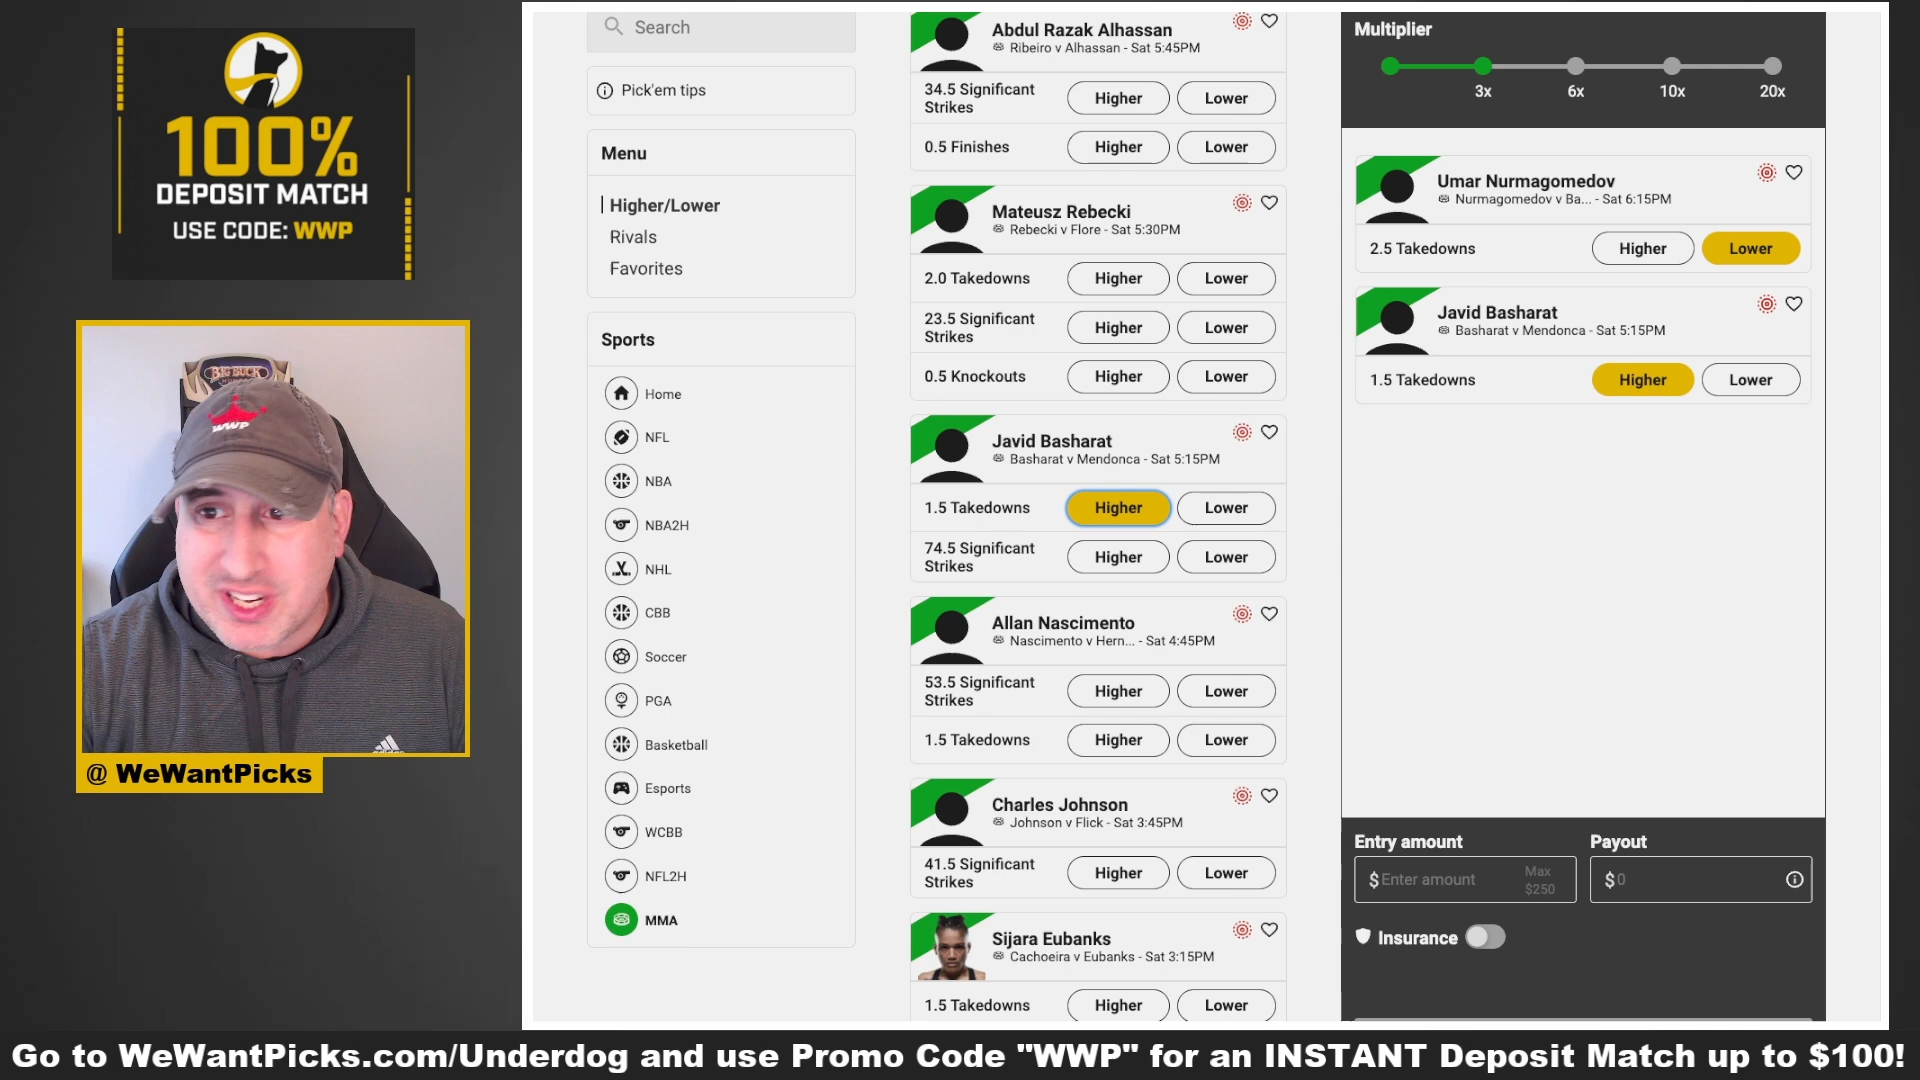 100%
DEPOSIT MATCH
USE CODE: WWP
BIG BUCK
WWP
adidas
@ WeWantPicks
Search
Pick'em tips
Menu
Higher/Lower
Rivals
Favorites
Sports
Home
NFL
NBA
NBA2H
NHL
CBB
Soccer
PGA
Basketball
Esports
WCBB
NFL2H
MMA
Abdul Razak Alhassan
Ribeiro v Alhassan - Sat 5:45PM
34.5 Significant
Strikes
Higher
Lower
0.5 Finishes
Higher
Lower
Mateusz Rebecki
Rebecki v Flore - Sat 5:30PM
2.0 Takedowns
Higher
Lower
23.5 Significant
Strikes
Higher
Lower
0.5 Knockouts
Higher
Lower
Javid Basharat
Basharat v Mendonca - Sat 5:15PM
1.5 Takedowns
Higher
Lower
74.5 Significant
Strikes
Higher
Lower
Allan Nascimento
Nascimento v Hern... - Sat 4:45PM
53.5 Significant
Strikes
Higher
Lower
1.5 Takedowns
Higher
Lower
Charles Johnson
Johnson v Flick - Sat 3:45PM
41.5 Significant
Strikes
Higher
Lower
Sijara Eubanks
Cachoeira v Eubanks - Sat 3:15PM
1.5 Takedowns
Higher
Lower
Multiplier
3x
6x
10x
20x
Umar Nurmagomedov
Nurmagomedov v Ba... - Sat 6:15PM
2.5 Takedowns
Higher
Lower
Javid Basharat
Basharat v Mendonca - Sat 5:15PM
1.5 Takedowns
Higher
Lower
Entry amount
$Enter amount
Max
$250
Payout
$0
Insurance
Go to WeWantPicks.com/Underdog and use Promo Code "WWP" for an INSTANT Deposit Match up to $100!